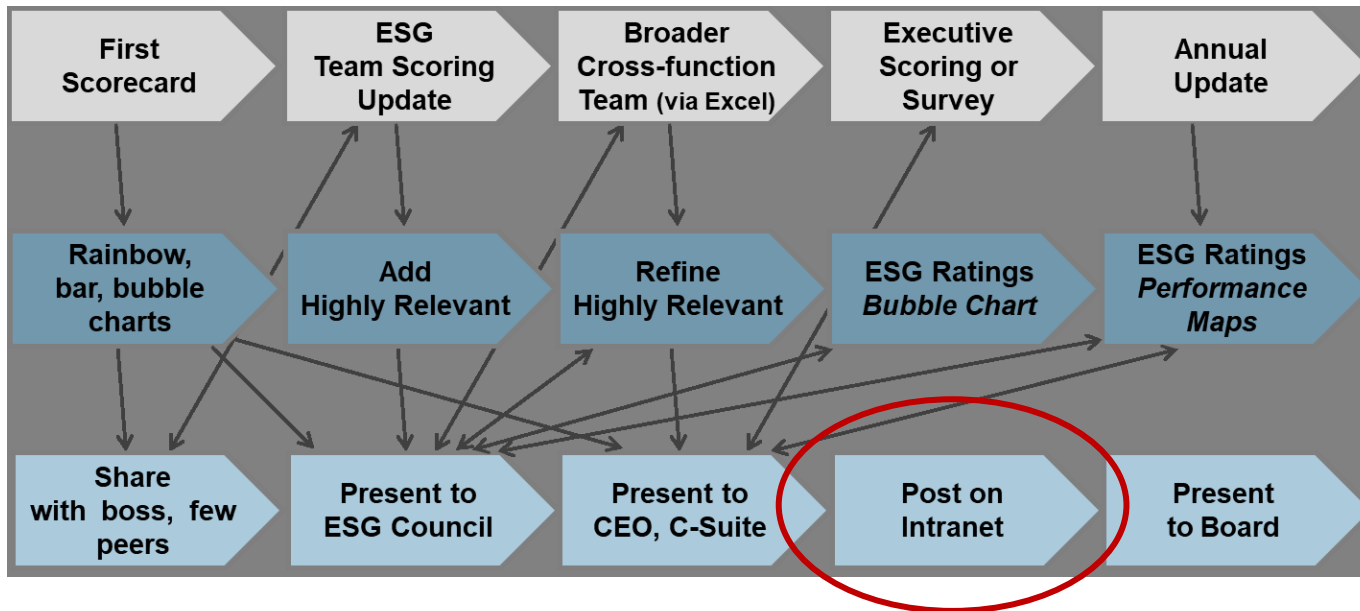 First
Scorecard
ESG
Team Scoring
Update
Broader
Cross-function
Team (via Excel)
Executive
Scoring or
Survey
Annual
Update
Rainbow,
bar, bubble
charts
Add
Highly Relevant
Refine
Highly Relevant
ESG Ratings
Bubble Chart
ESG Ratings
Performance
Maps
Share
with boss, few
peers
Present to
ESG Council
Present to
CEO, C-Suite
Post on
Intranet
Present
to Board